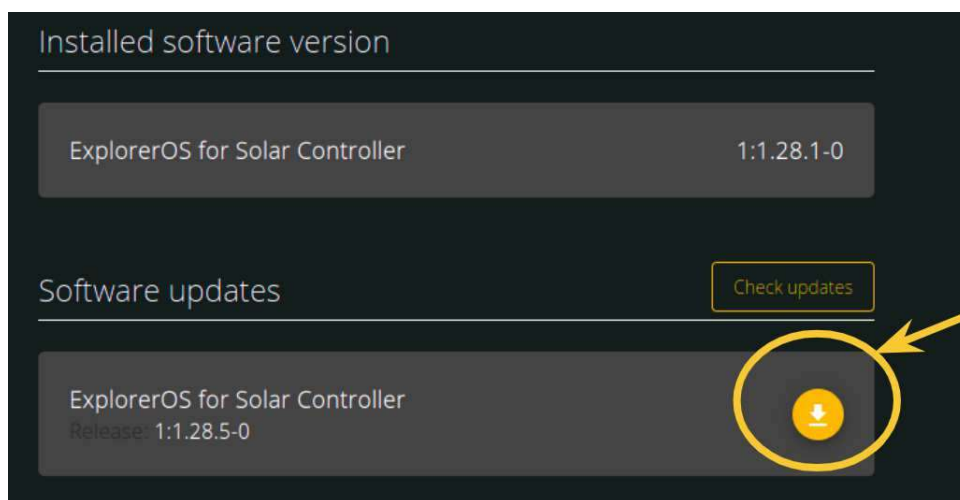 Installed software version
ExplorerOS for Solar Controller 1:1.28.1-0
Software updates Check updates
ExplorerOS for Solar Controller
Release: 1:1.28.5-0